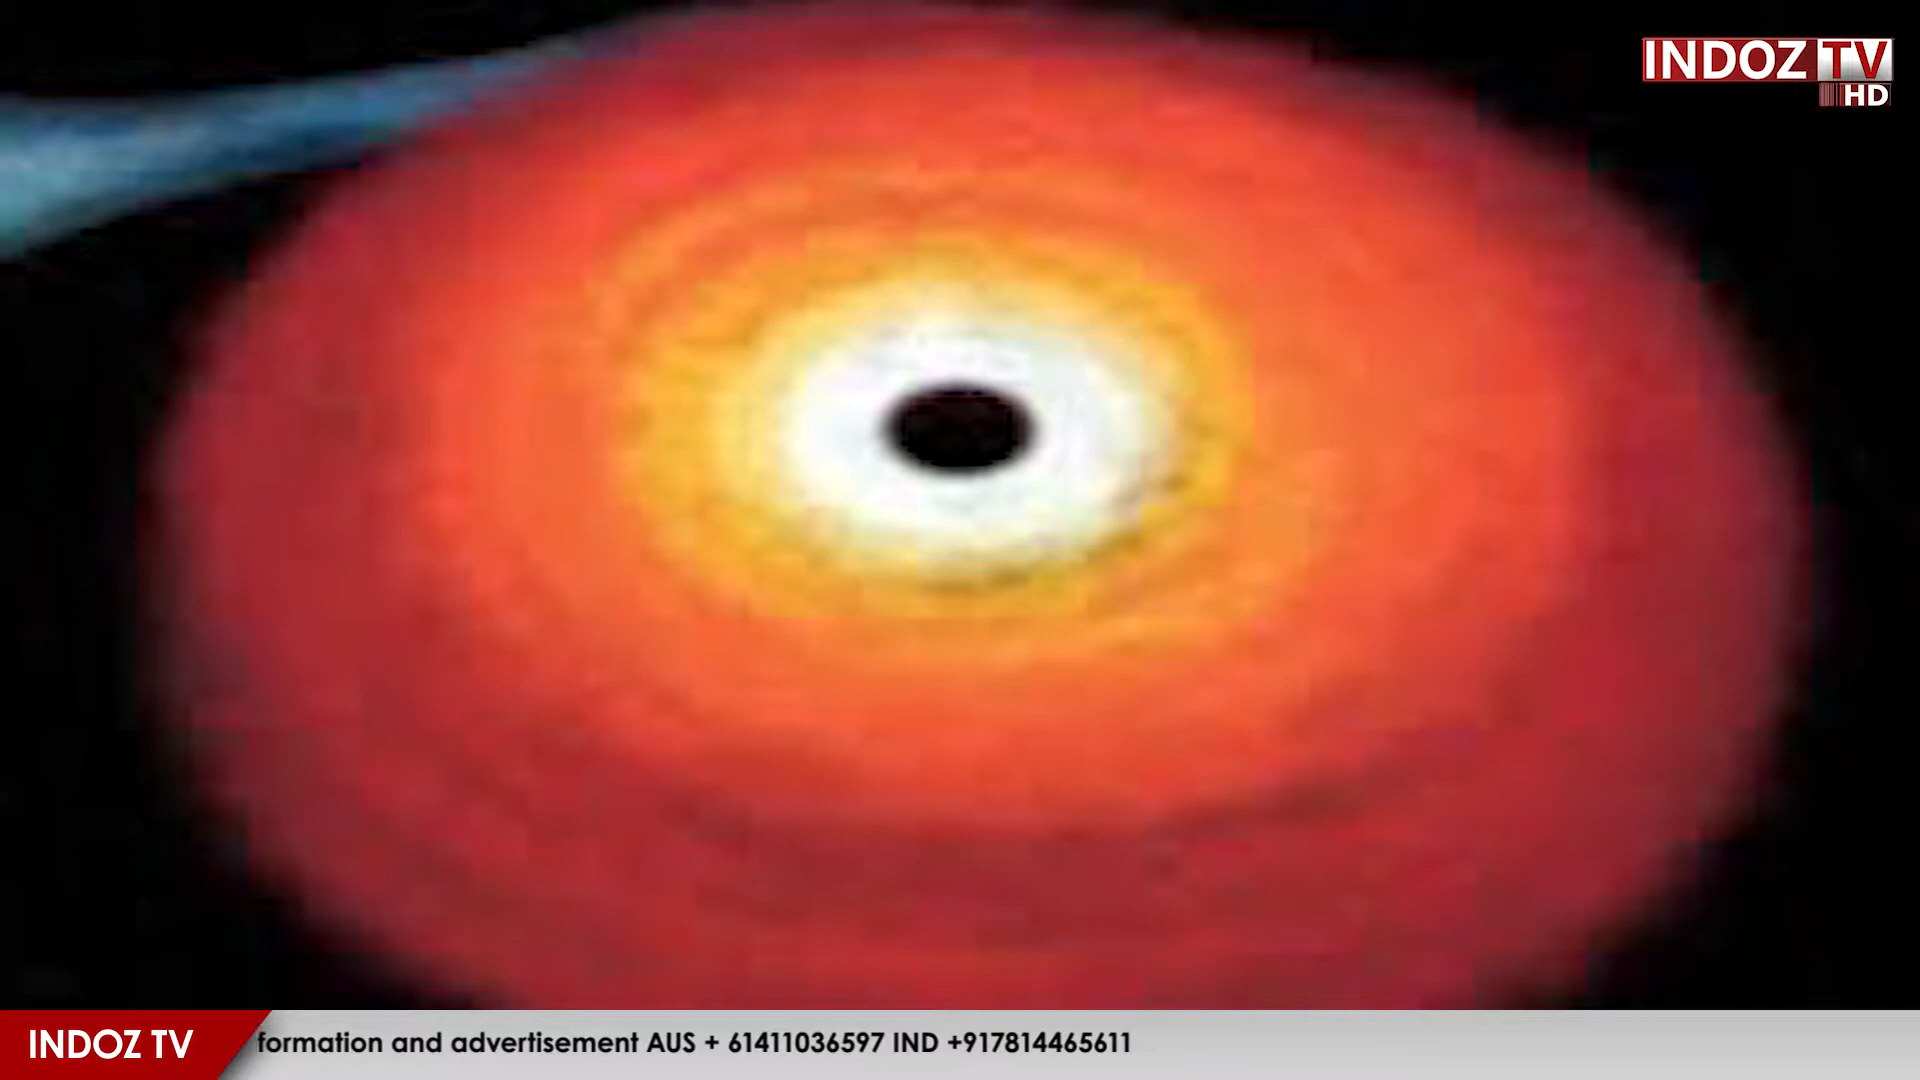 INDOZ TV
HD
INDOZ TV
formation and advertisement AUS + 61411036597 IND +917814465611